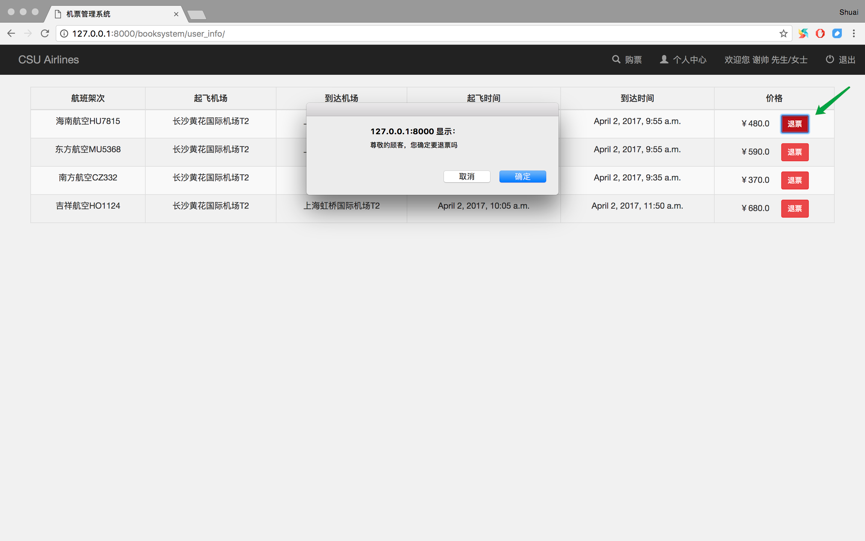 机票管理系统
Shuai
127.0.0.1:8000/booksystem/user_info/
CSU Airlines
购票
个人中心
欢迎您 谢帅 先生/女士
退出
航班架次 起飞机场 到达机场 起飞时间 到达时间 价格
海南航空HU7815 长沙黄花国际机场T2 April 2, 2017, 9:55 a.m. ¥ 480.0 退票
东方航空MU5368 长沙黄花国际机场T2 April 2, 2017, 9:55 a.m. ¥ 590.0 退票
南方航空CZ332 长沙黄花国际机场T2 April 2, 2017, 9:35 a.m. ¥ 370.0 退票
吉祥航空HO1124 长沙黄花国际机场T2 上海虹桥国际机场T2 April 2, 2017, 10:05 a.m. April 2, 2017, 11:50 a.m. ¥ 680.0 退票
127.0.0.1:8000 显示:
尊敬的顾客，您确定要退票吗
取消
确定